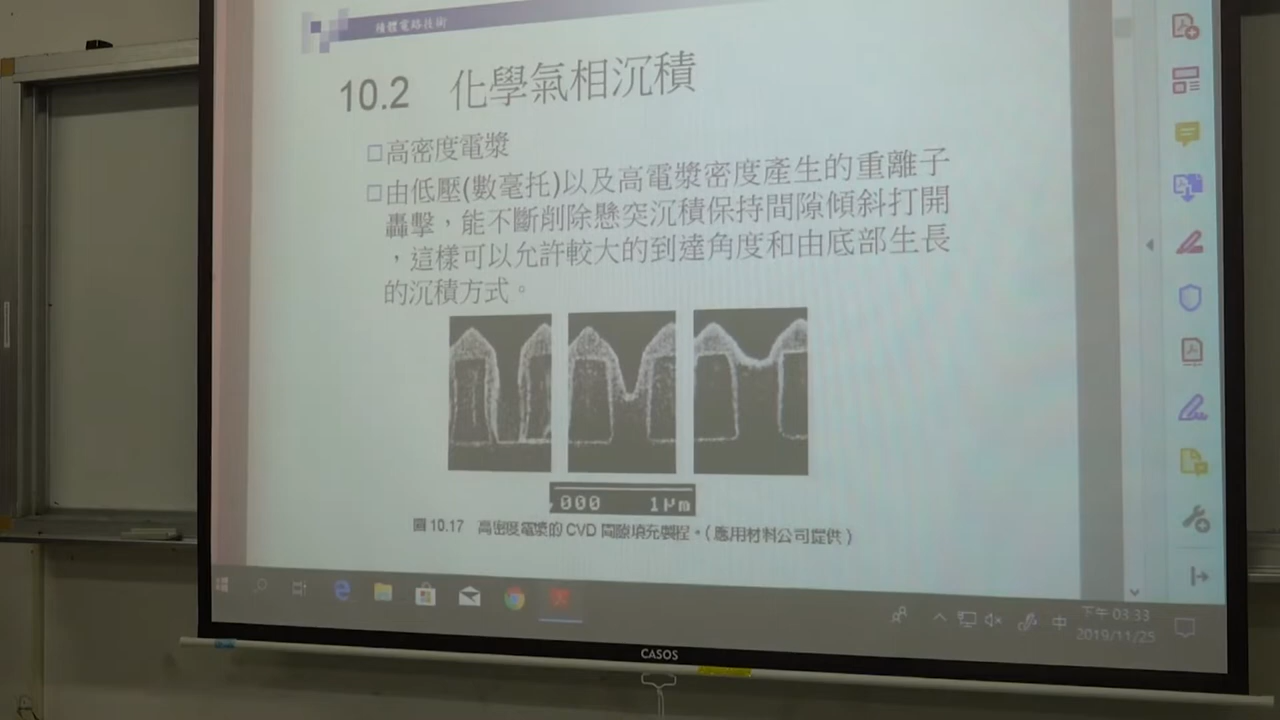 積體電路技術
10.2 化學氣相沉積
高密度電漿
由低壓(數毫托)以及高電漿密度產生的重離子
轟擊，能不斷削除懸突沉積保持間隙傾斜打開
，這樣可以允許較大的到達角度和由底部生長
的沉積方式。
000 1μm
圖 10.17 高密度電漿的 CVD 間隙填充製程。(應用材料公司提供)
中
下午 03:33
2019/11/25
CASOS